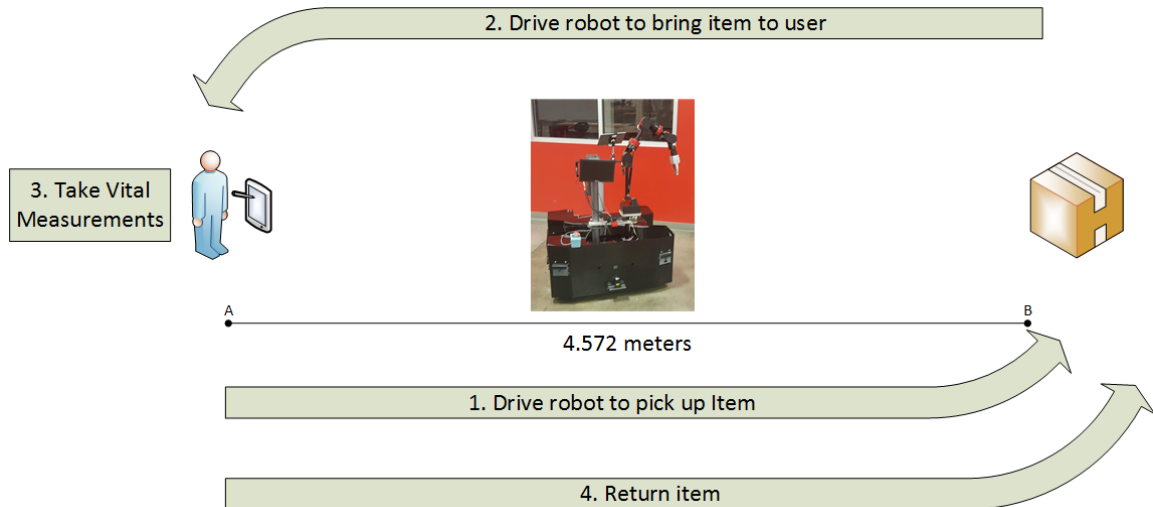 2. Drive robot to bring item to user
3. Take Vital
Measurements
A
B
4.572 meters
1. Drive robot to pick up Item
4. Return item